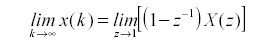 lim x(k) = lim [(1−z⁻¹) X(z)]
k→∞ z→1